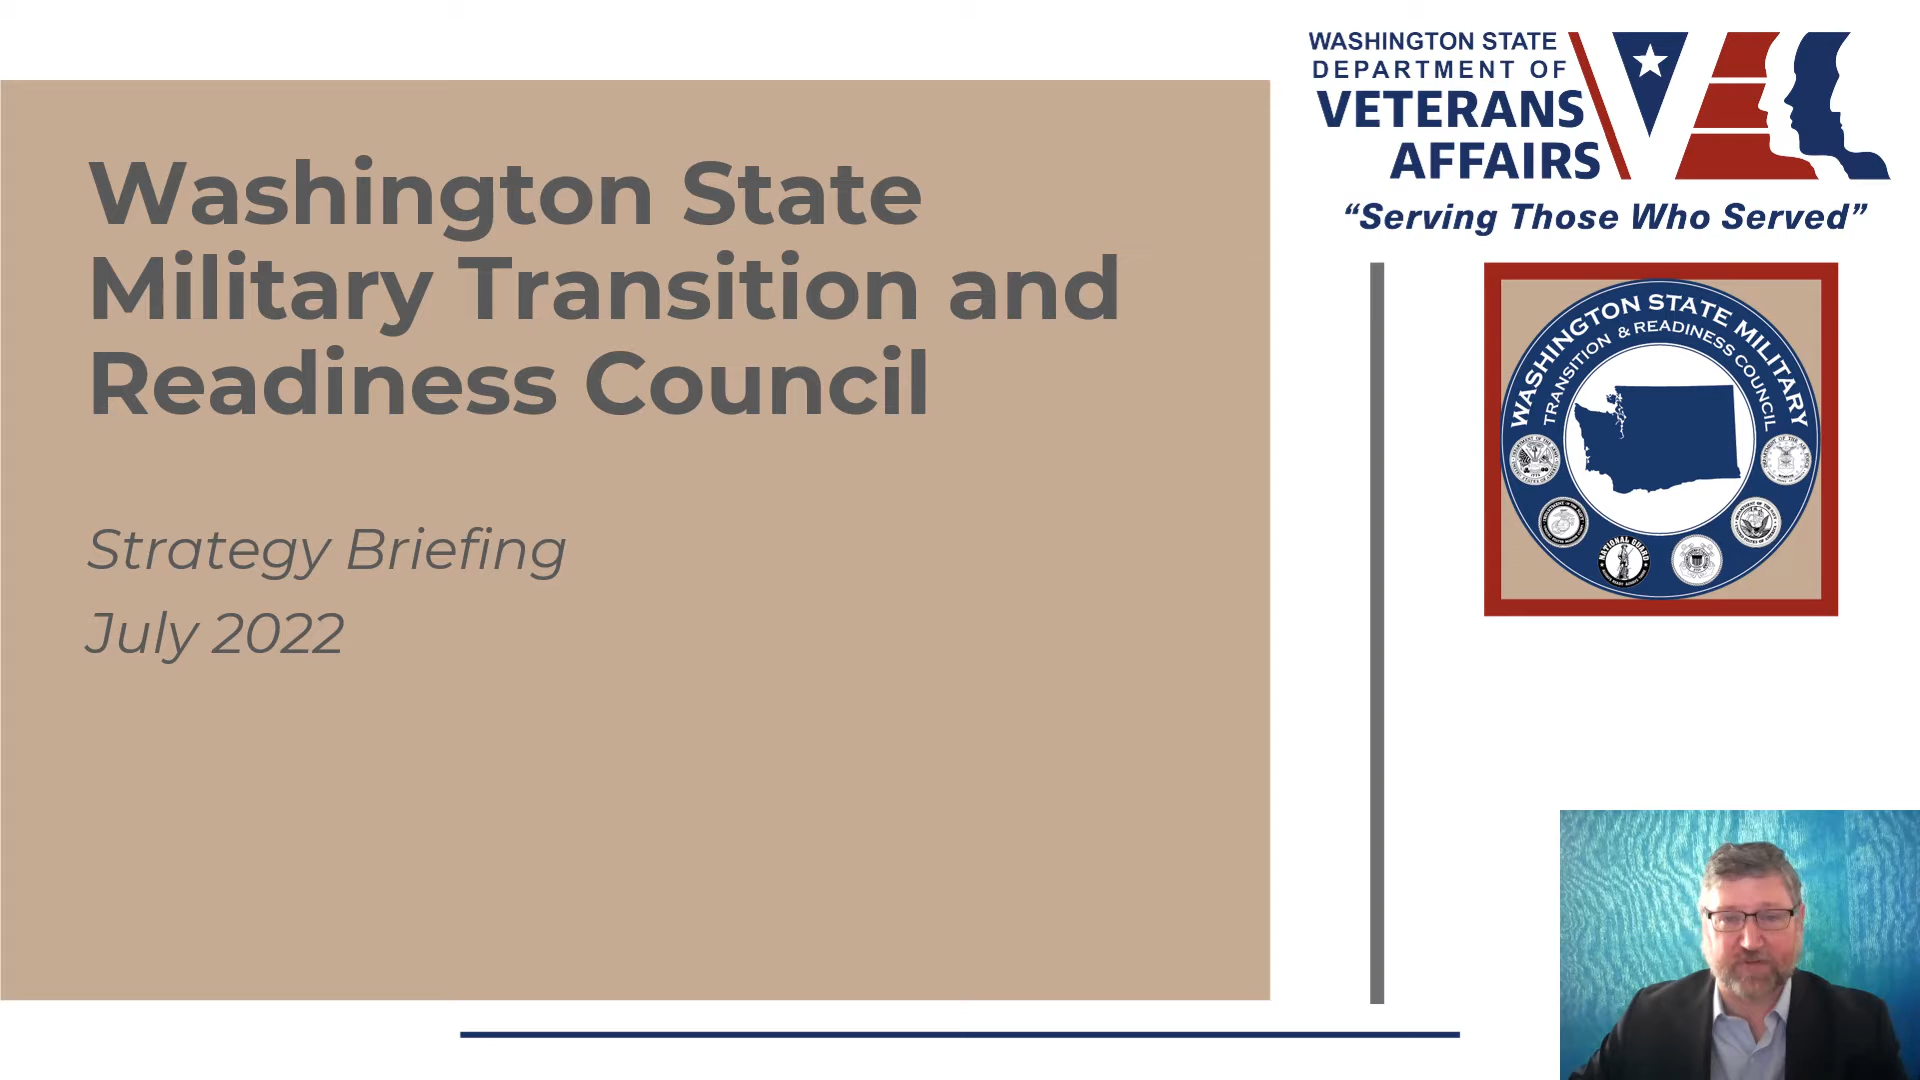 Washington State
Military Transition and
Readiness Council
Strategy Briefing
July 2022
WASHINGTON STATE
DEPARTMENT OF
VETERANS
AFFAIRS
“Serving Those Who Served”
WASHINGTON STATE MILITARY
TRANSITION & READINESS COUNCIL
NATIONAL GUARD